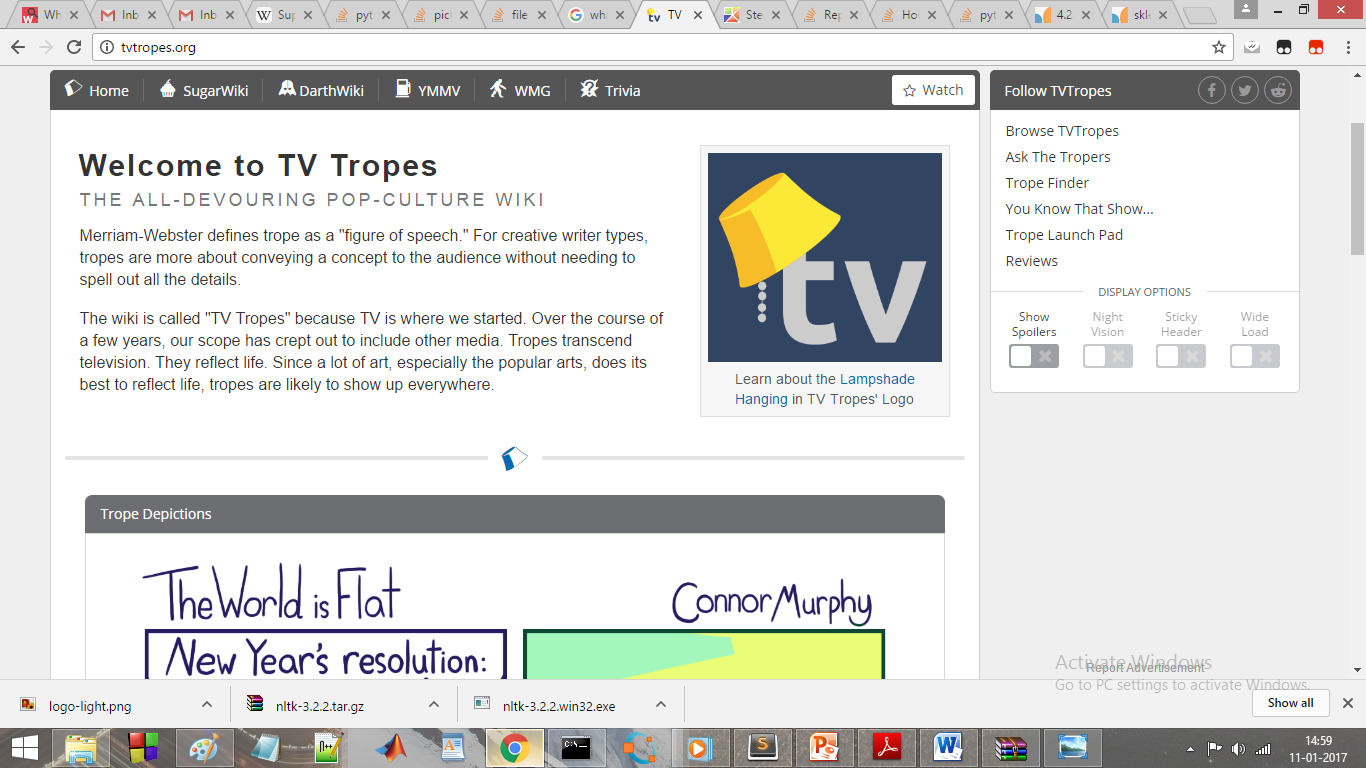 Wh
Inb
Inb
Sup
pyt
pic
file
wh
TV
Ste
Rep
Ho
pyt
4.2
skl
tvtropes.org
Home
SugarWiki
DarthWiki
YMMV
WMG
Trivia
Watch
Follow TVTropes
Welcome to TV Tropes
THE ALL-DEVOURING POP-CULTURE WIKI
Merriam-Webster defines trope as a "figure of speech." For creative writer types,
tropes are more about conveying a concept to the audience without needing to
spell out all the details.
The wiki is called "TV Tropes" because TV is where we started. Over the course of
a few years, our scope has crept out to include other media. Tropes transcend
television. They reflect life. Since a lot of art, especially the popular arts, does its
best to reflect life, tropes are likely to show up everywhere.
tv
Learn about the Lampshade
Hanging in TV Tropes' Logo
Browse TVTropes
Ask The Tropers
Trope Finder
You Know That Show...
Trope Launch Pad
Reviews
DISPLAY OPTIONS
Show Spoilers
Night Vision
Sticky Header
Wide Load
Trope Depictions
The World is Flat
New Year's resolution:
Connor Murphy
Report Advertisement
Activate Windows
Go to PC settings to activate Windows.
logo-light.png
nltk-3.2.2.tar.gz
nltk-3.2.2.win32.exe
Show all
14:59
11-01-2017